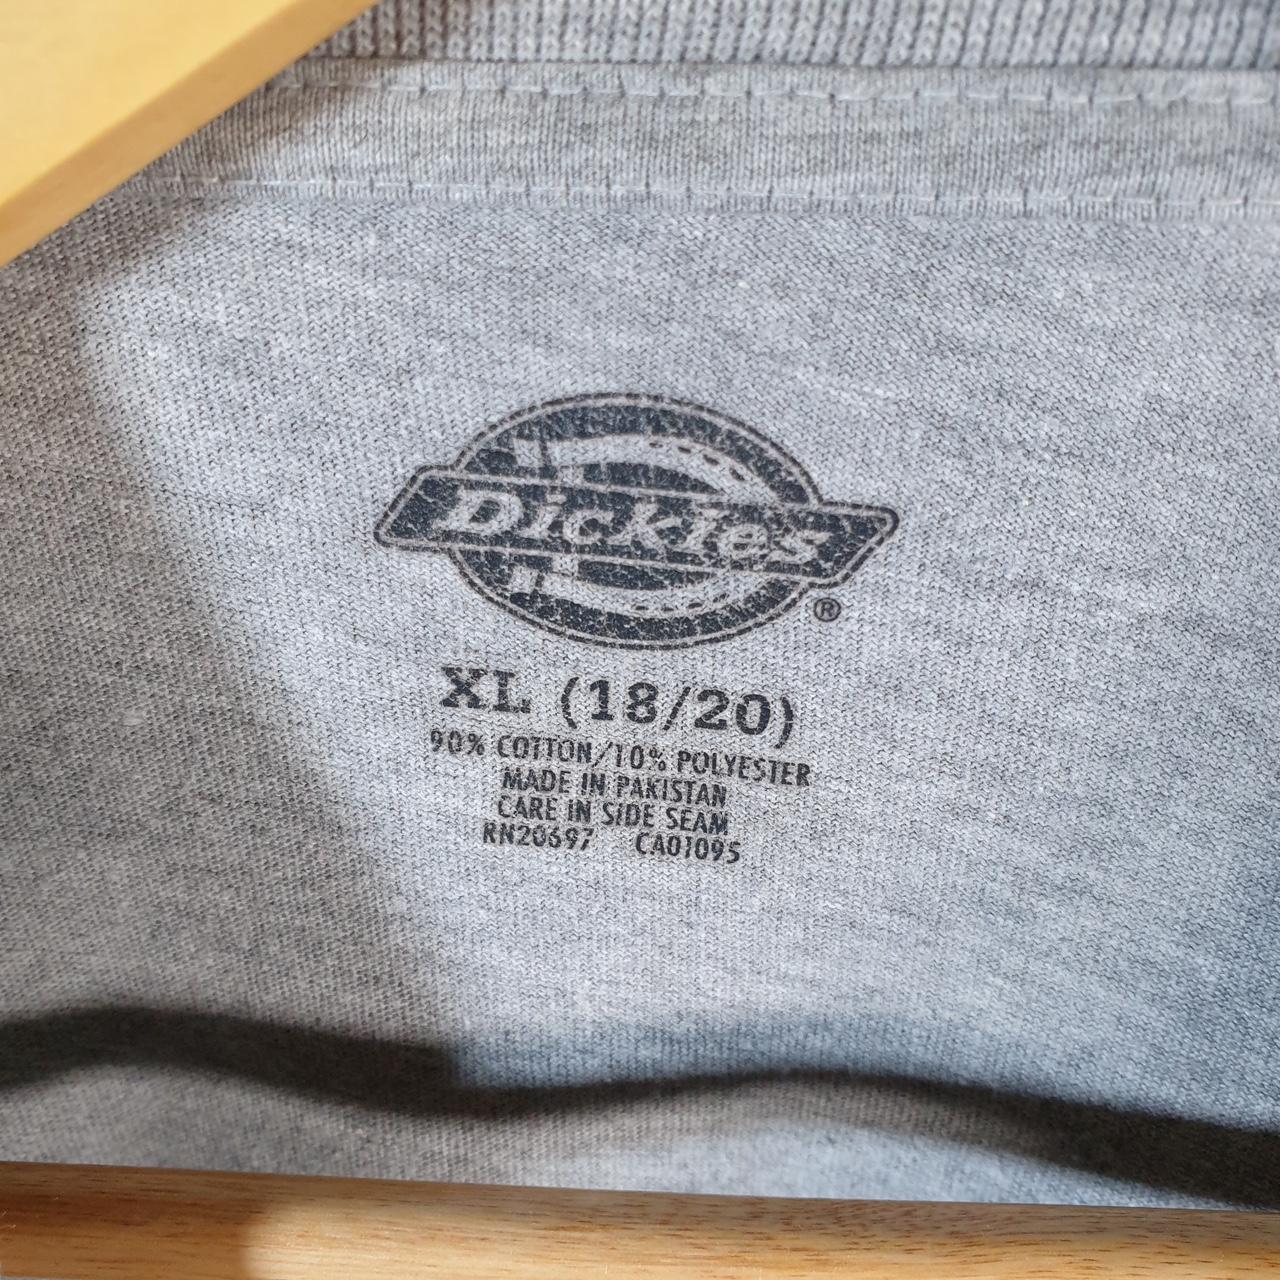 Dickies
®
XL (18/20)
90% COTTON/10% POLYESTER
MADE IN PAKISTAN
CARE IN SIDE SEAM
RN20697 CA01095